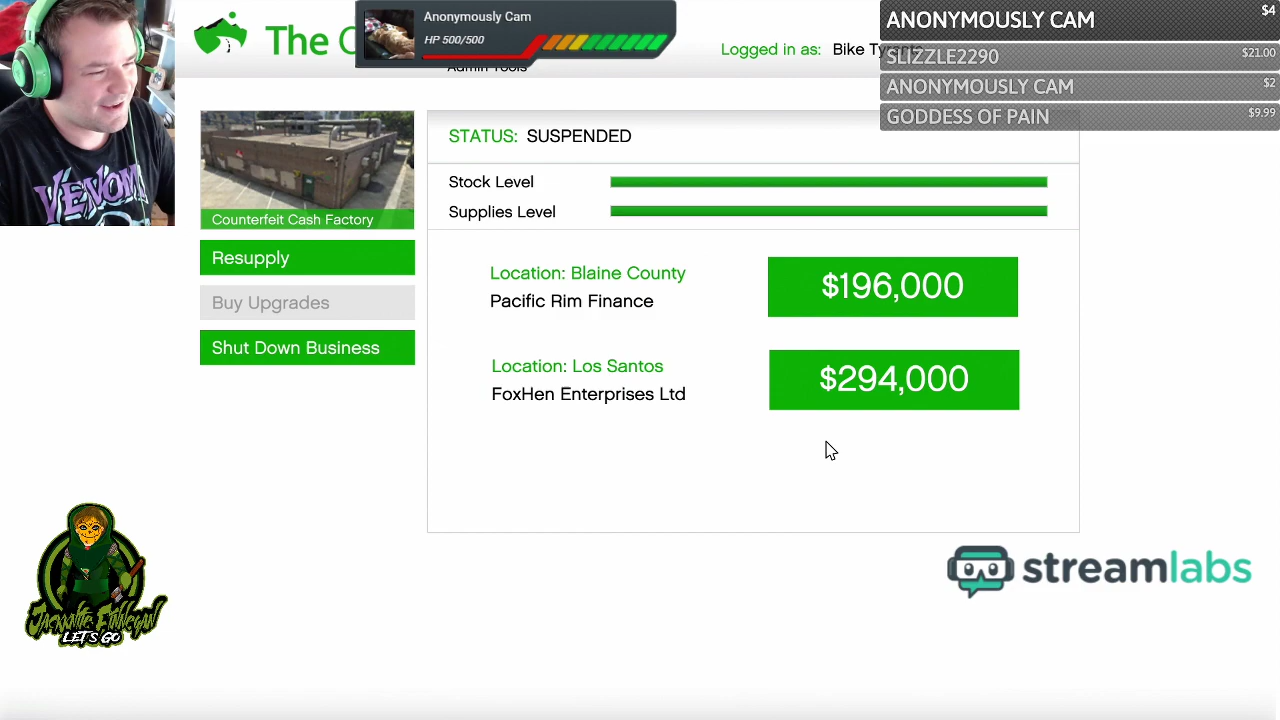 Anonymously Cam
HP 500/500
The
Logged in as: Bike
Admin Tools
ANONYMOUSLY CAM $4
SLIZZLE2290 $21.00
ANONYMOUSLY CAM $2
GODDESS OF PAIN $9.99
VENOM
Counterfeit Cash Factory
Resupply
Buy Upgrades
Shut Down Business
STATUS: SUSPENDED
Stock Level
Supplies Level
Location: Blaine County
Pacific Rim Finance
$196,000
Location: Los Santos
FoxHen Enterprises Ltd
$294,000
LET'S GO
streamlabs